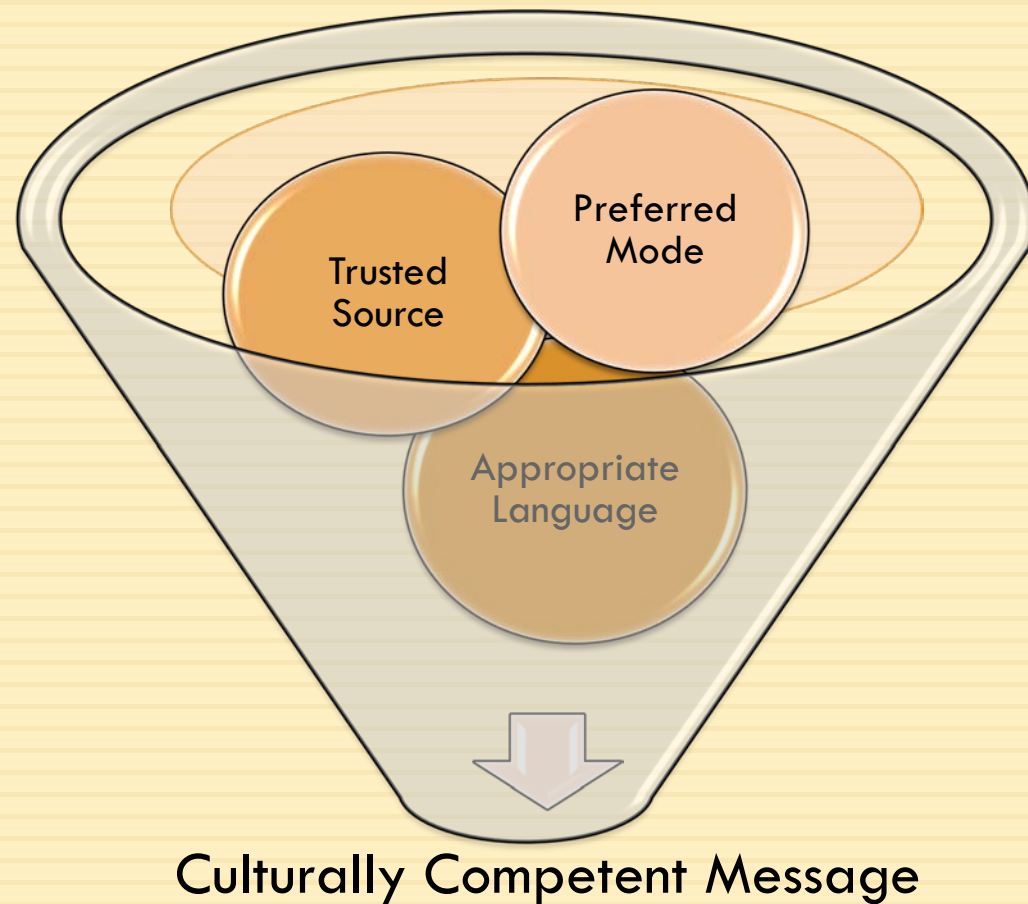 Preferred
Mode
Trusted
Source
Appropriate
Language
Culturally Competent Message